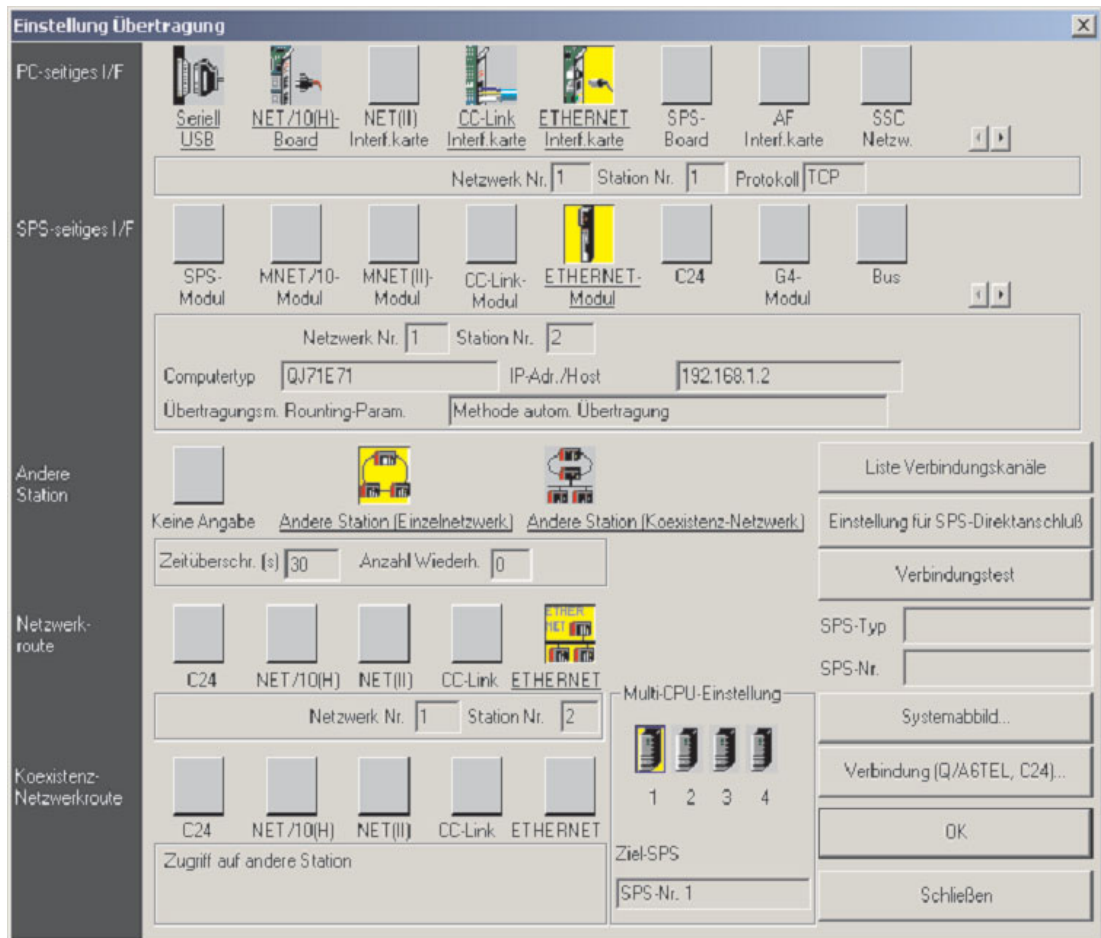 Einstellung Übertragung
PC-seitiges I/F
Seriell USB
NET/10(H)- Board
NET(II) Interf.karte
CC-Link Interf.karte
ETHERNET Interf.karte
SPS- Board
AF Interf.karte
SSC Netzw.
Netzwerk Nr. 1 Station Nr. 1 Protokoll TCP
SPS-seitiges I/F
SPS- Modul
MNET/10- Modul
MNET(II)- Modul
CC-Link- Modul
ETHERNET- Modul
C24
G4- Modul
Bus
Netzwerk Nr. 1 Station Nr. 2
Computertyp QJ71E71 IP-Adr./Host 192.168.1.2
Übertragungsm. Rounting-Param. Methode autom. Übertragung
Andere Station
Keine Angabe Andere Station (Einzelnetzwerk) Andere Station (Koexistenz-Netzwerk)
Zeitüberschr. (s) 30 Anzahl Wiederh. 0
Liste Verbindungskanäle
Einstellung für SPS-Direktanschluß
Verbindungstest
SPS-Typ
SPS-Nr.
Systemabbild...
Verbindung (Q/A6TEL, C24)...
OK
Schließen
Netzwerk- route
ETHER NET
C24 NET/10(H) NET(II) CC-Link ETHERNET
Netzwerk Nr. 1 Station Nr. 2
Koexistenz- Netzwerkroute
C24 NET/10(H) NET(II) CC-Link ETHERNET
Zugriff auf andere Station
Multi-CPU-Einstellung
1 2 3 4
Ziel-SPS
SPS-Nr. 1